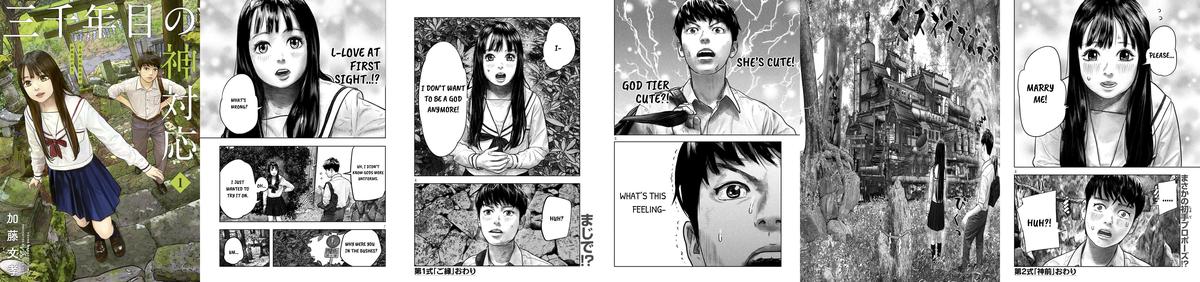 三千年目の
神対応
1
加藤文孝
L-LOVE AT
FIRST
SIGHT..!?
WHAT'S
WRONG?
UH, I DIDN'T
KNOW GODS WORE
UNIFORMS.
OH...
I JUST
WANTED TO
TRY IT ON.
WHY WERE YOU
IN THE BUSHES?
UM...
I-
I DON'T WANT
TO BE A GOD
ANYMORE!
HUH?
まじで!?
第1式「ご縁」おわり
SHE'S CUTE!
GOD TIER
CUTE?!
WHAT'S THIS
FEELING-
PLEASE...
MARRY
ME!
......
HUH?!
まさかの初手プロポーズ!?
第2式「神前」おわり